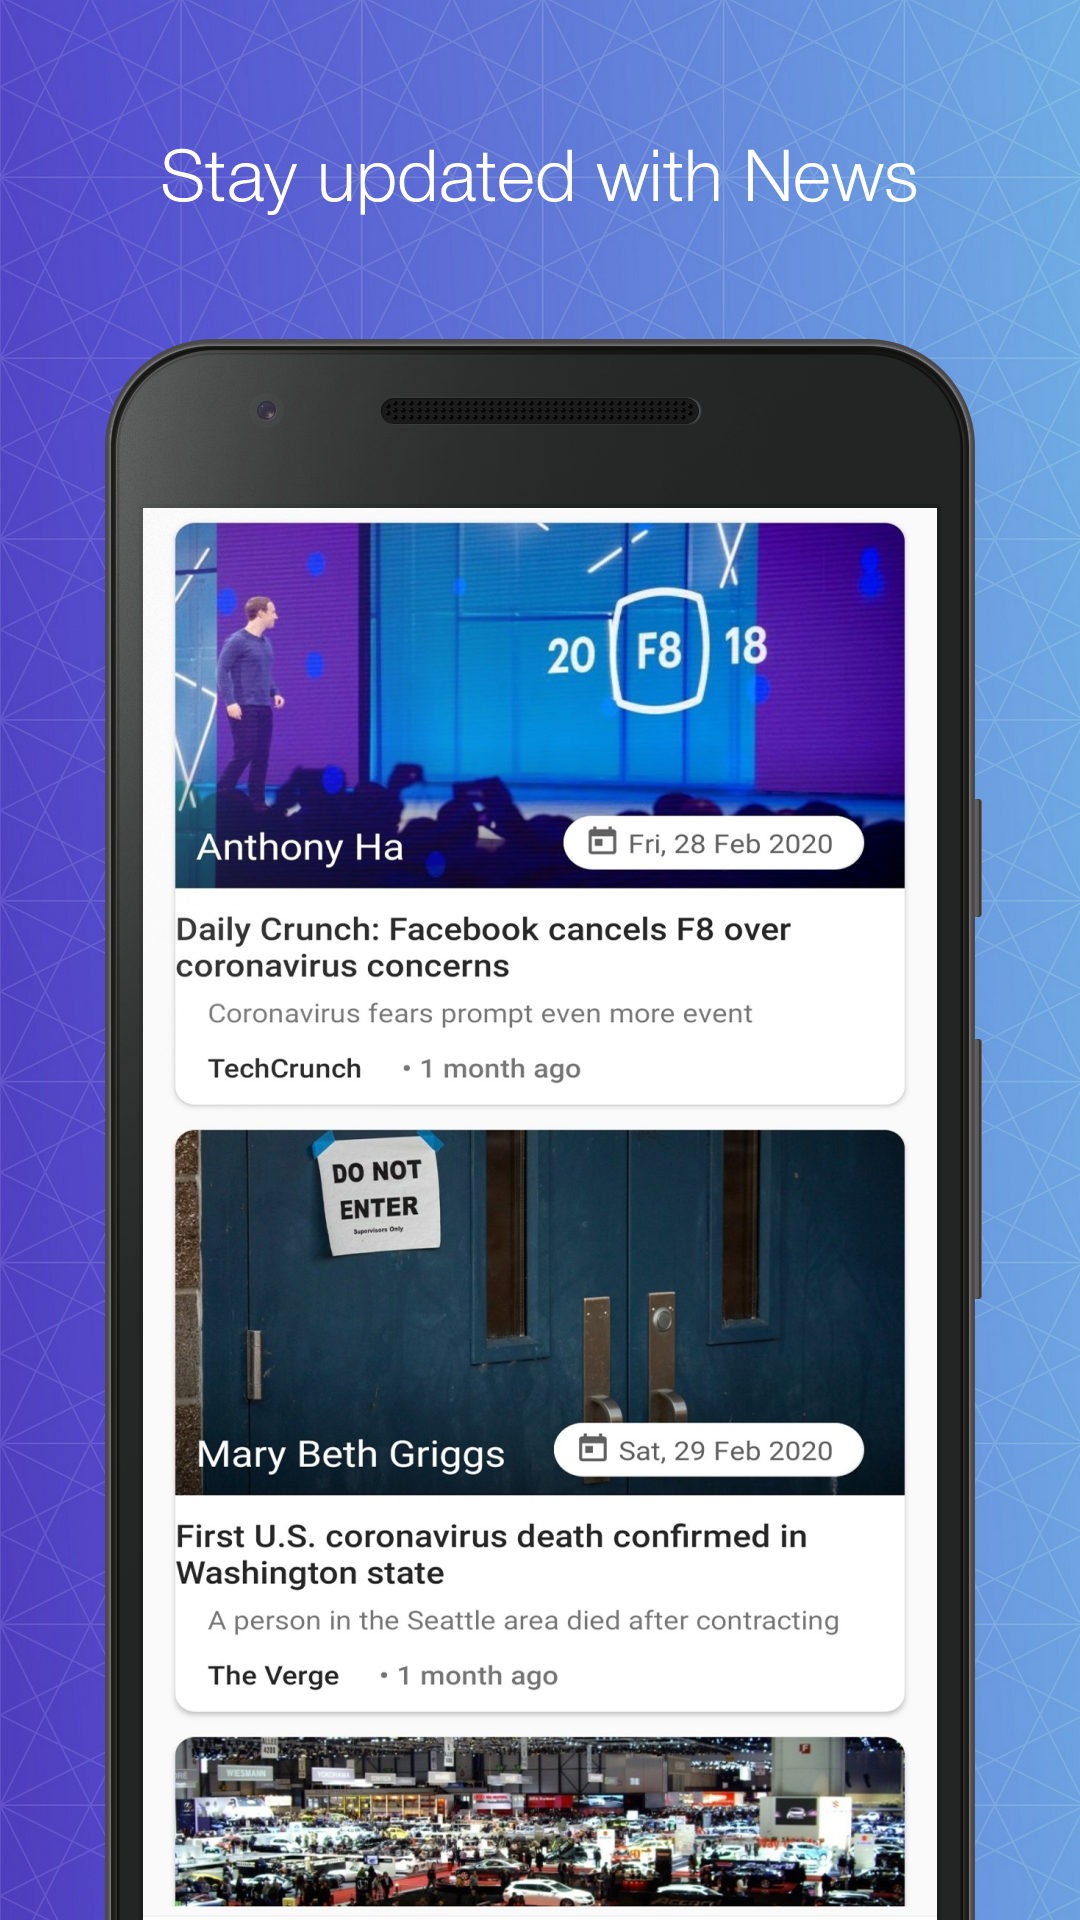 Stay updated with News
20 F8 18
Anthony Ha
Fri, 28 Feb 2020
Daily Crunch: Facebook cancels F8 over
coronavirus concerns
Coronavirus fears prompt even more event
TechCrunch • 1 month ago
DO NOT
ENTER
Supervisors Only
Mary Beth Griggs
Sat, 29 Feb 2020
First U.S. coronavirus death confirmed in
Washington state
A person in the Seattle area died after contracting
The Verge • 1 month ago
WIESMANN
YOKOHAMA